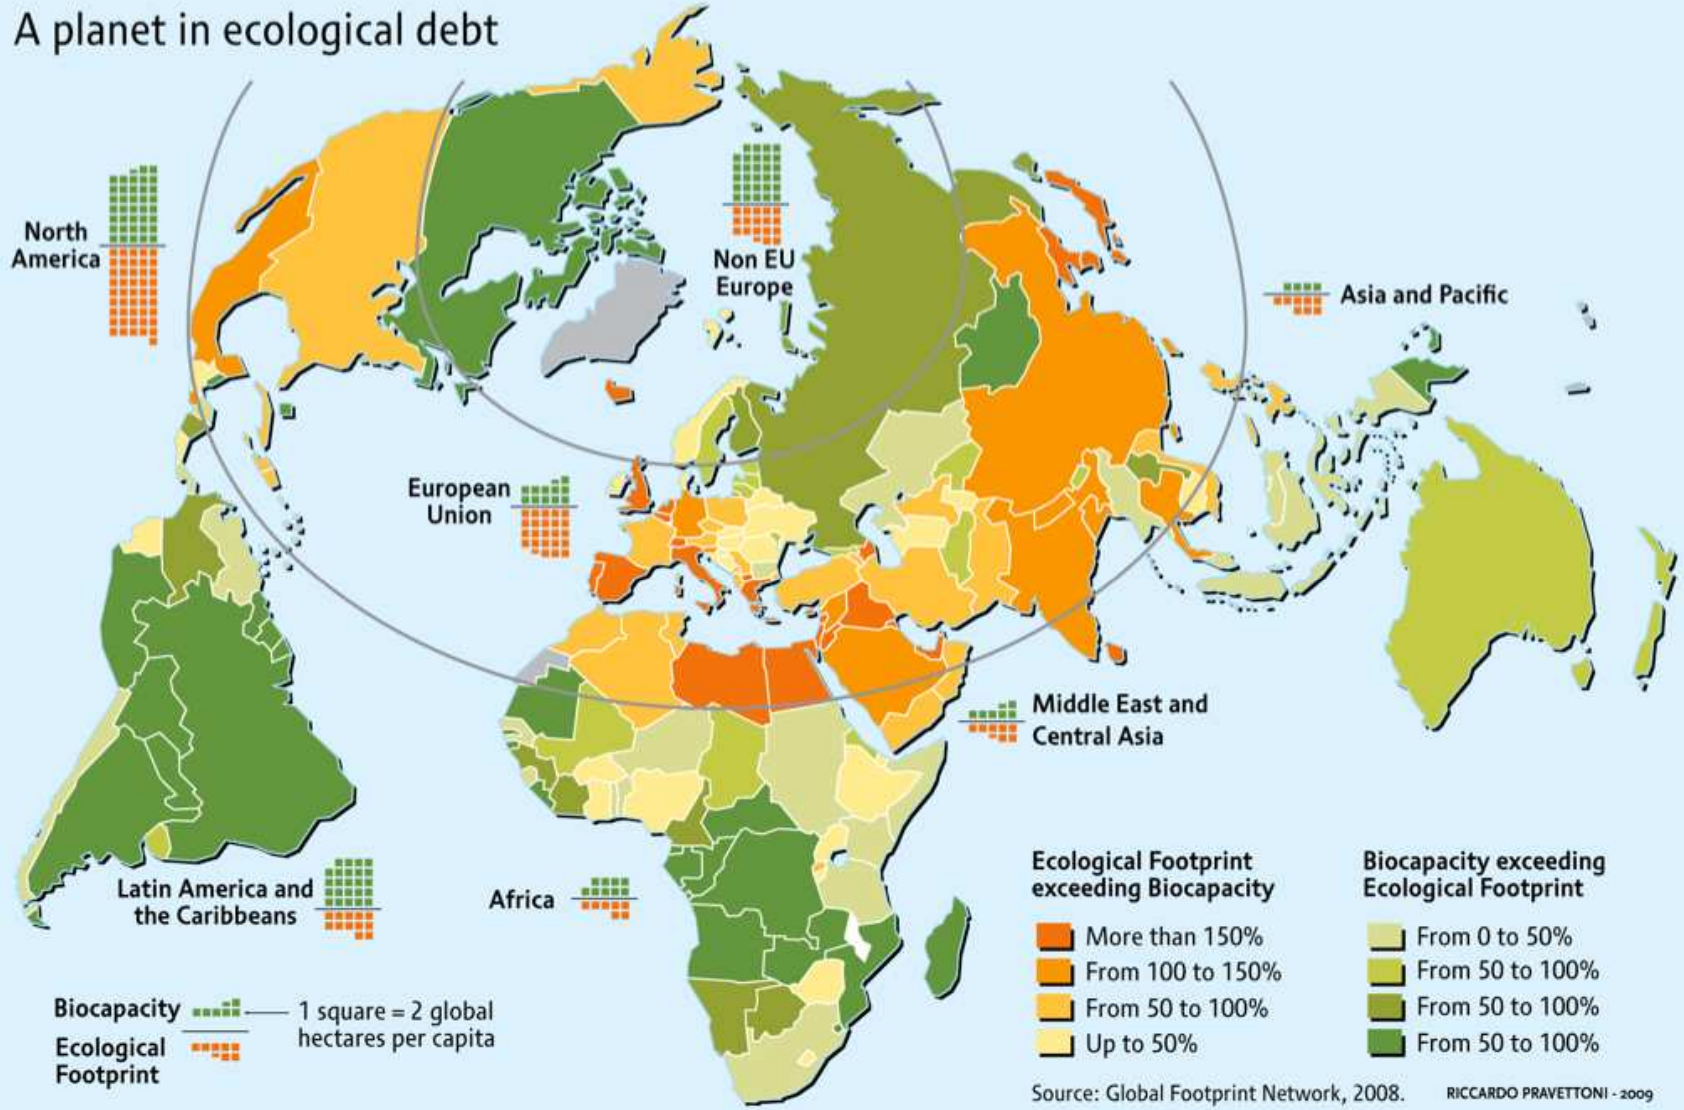 A planet in ecological debt
North
America
Non EU
Europe
Asia and Pacific
European
Union
Middle East and
Central Asia
Latin America and
the Caribbeans
Africa
Biocapacity
1 square = 2 global
hectares per capita
Ecological
Footprint
Ecological Footprint
exceeding Biocapacity
More than 150%
From 100 to 150%
From 50 to 100%
Up to 50%
Biocapacity exceeding
Ecological Footprint
From 0 to 50%
From 50 to 100%
From 50 to 100%
From 50 to 100%
Source: Global Footprint Network, 2008.
RICCARDO PRAVETTONI - 2009